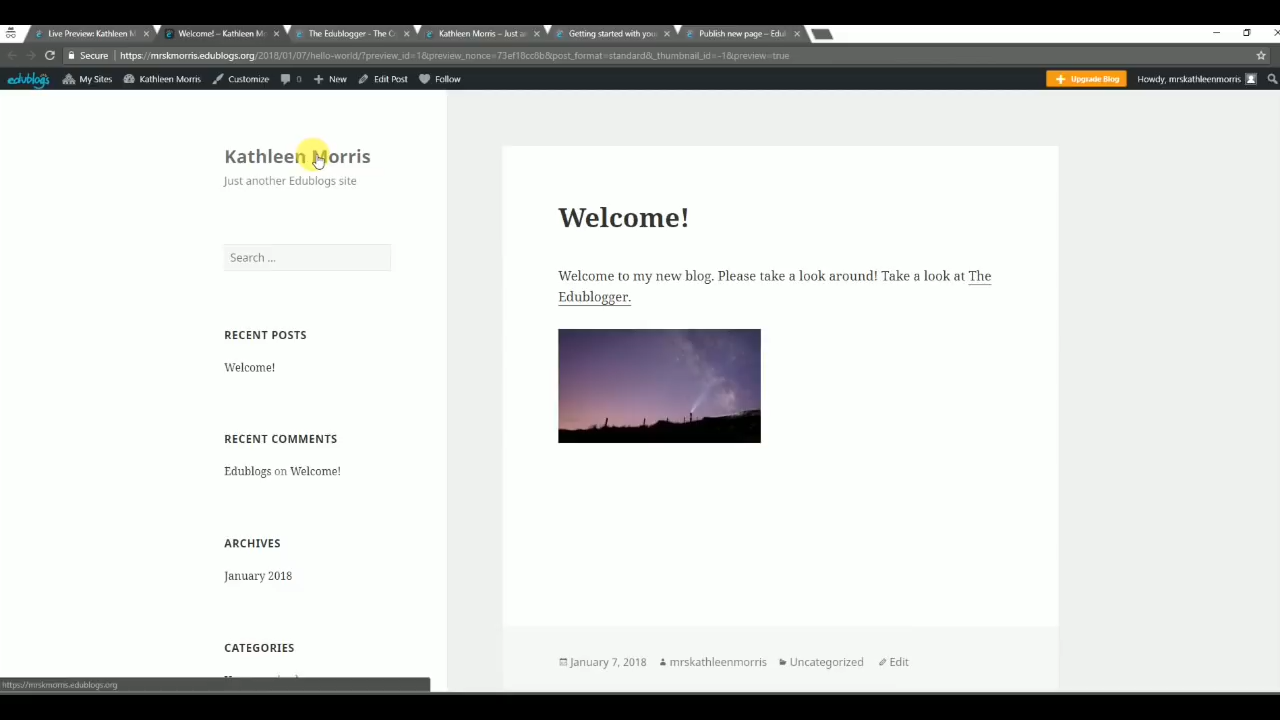 Live Preview: Kathleen M
Welcome! – Kathleen M
The Edublogger - The C
Kathleen Morris – Just a
Getting started with your
Publish new page – Edu
Secure
https://mrskmorris.edublogs.org/2018/01/07/hello-world/?preview_id=1&preview_nonce=73ef18cc8b&post_format=standard&_thumbnail_id=-1&preview=true
edublogs
My Sites
Kathleen Morris
Customize
0
New
Edit Post
Follow
Upgrade Blog
Howdy, mrskathleenmorris
Kathleen Morris
Just another Edublogs site
Search ...
RECENT POSTS
Welcome!
RECENT COMMENTS
Edublogs on Welcome!
ARCHIVES
January 2018
CATEGORIES
Welcome!
Welcome to my new blog. Please take a look around! Take a look at The
Edublogger.
January 7, 2018
mrskathleenmorris
Uncategorized
Edit
https://mrskmorris.edublogs.org